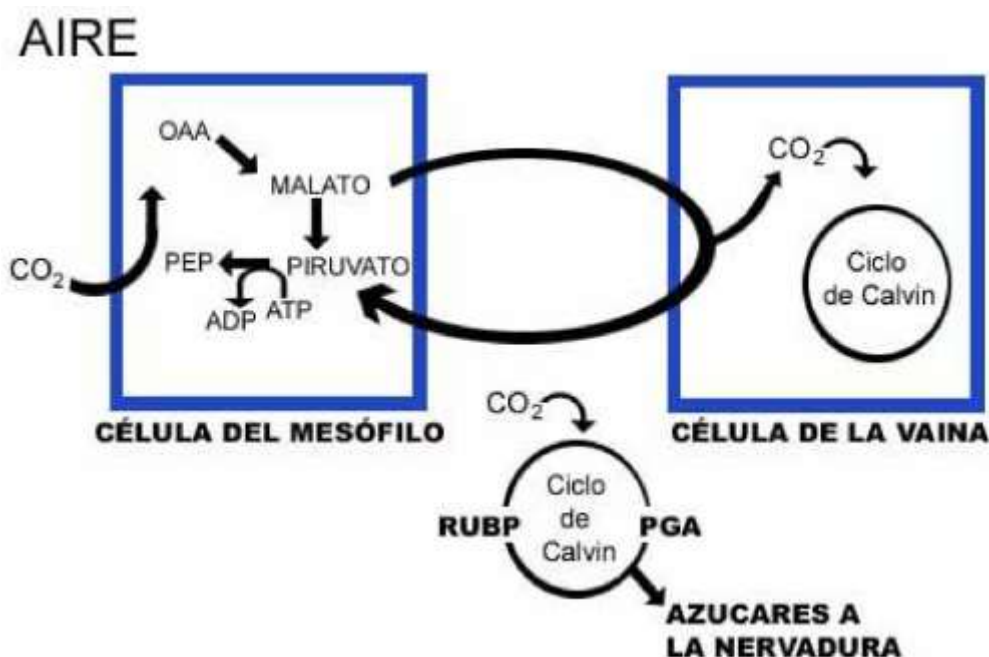 AIRE
OAA
MALATO
CO₂
PEP
PIRUVATO
ADP
ATP
CÉLULA DEL MESÓFILO
CO₂
Ciclo
de Calvin
CÉLULA DE LA VAINA
CO₂
Ciclo
de
Calvin
RUBP
PGA
AZUCARES A
LA NERVADURA